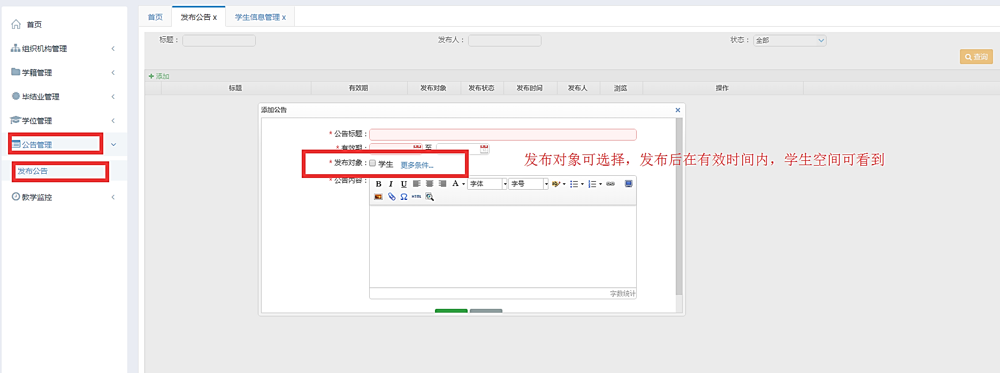 首页
组织机构管理
学籍管理
毕结业管理
学位管理
公告管理
发布公告
教学监控
首页 发布公告 x 学生信息管理 x
标题： 发布人： 状态： 全部
查询
添加
标题 有效期 发布对象 发布状态 发布时间 发布人 浏览 操作
添加公告 ×
* 公告标题：
* 有效期： 至
* 发布对象： 学生 更多条件...
发布对象可选择，发布后在有效时间内，学生空间可看到
* 公告内容：
B I U A 字体 字号
Ω HTML
字数统计